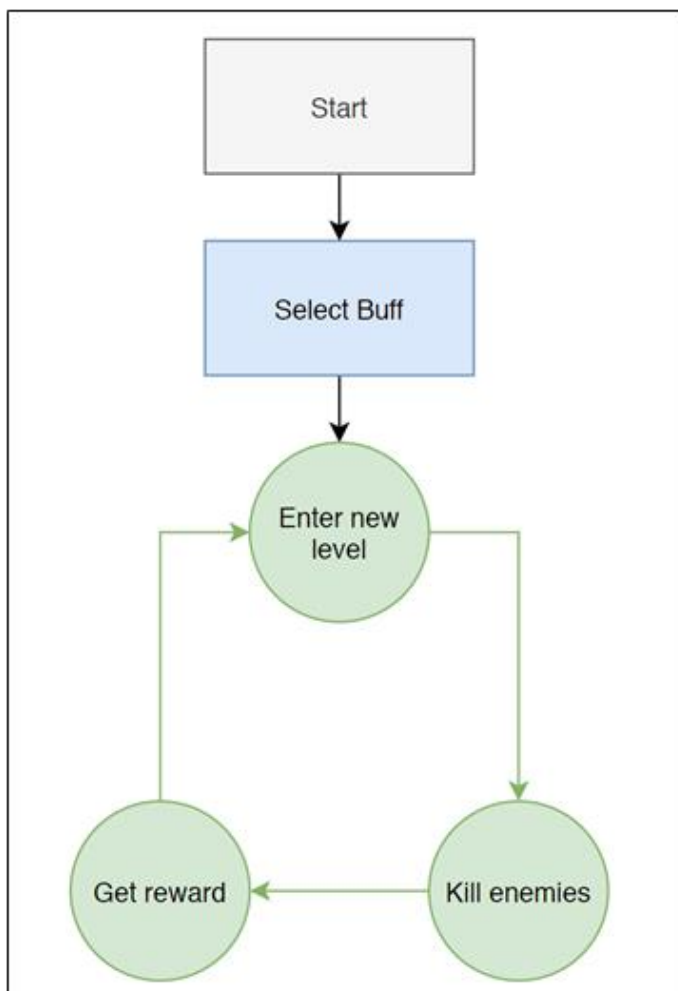 Start
Select Buff
Enter new
level
Get reward
Kill enemies